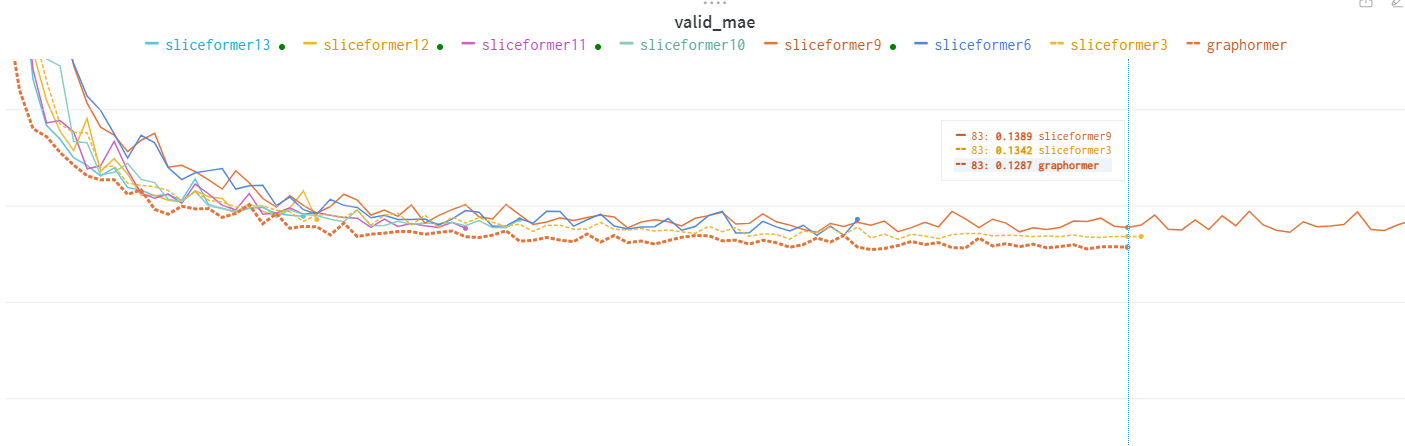 valid_mae
sliceformer13 sliceformer12 sliceformer11 sliceformer10 sliceformer9 sliceformer6 sliceformer3 graphormer
83: 0.1389 sliceformer9
83: 0.1342 sliceformer3
83: 0.1287 graphormer